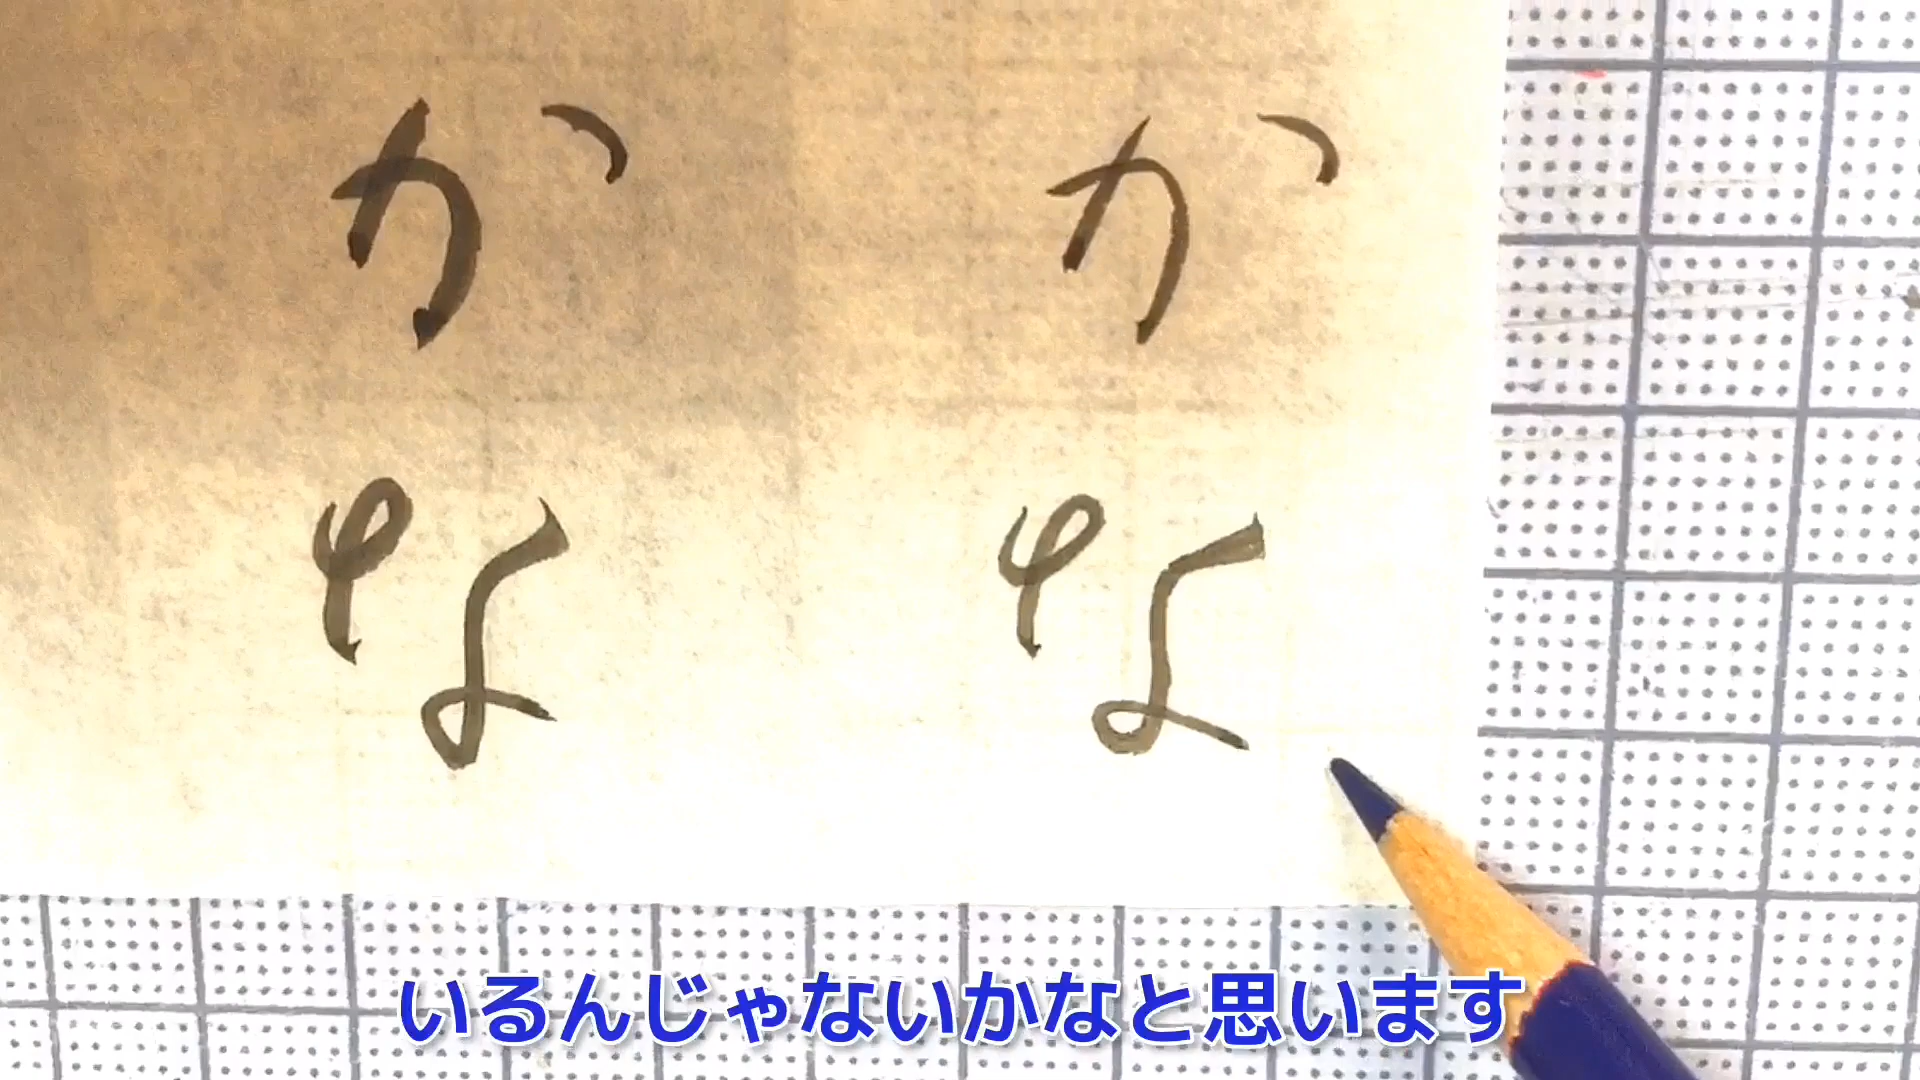 か か
な な
いるんじゃないかなと思います